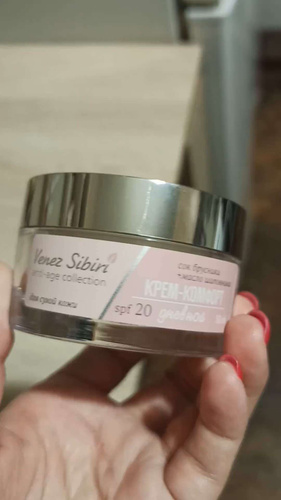 Venez Sibiri
anti-age collection
для сухой кожи
spf 20
сок брусники
+масло шиповника
КРЕМ-КОМФОРТ
дневной